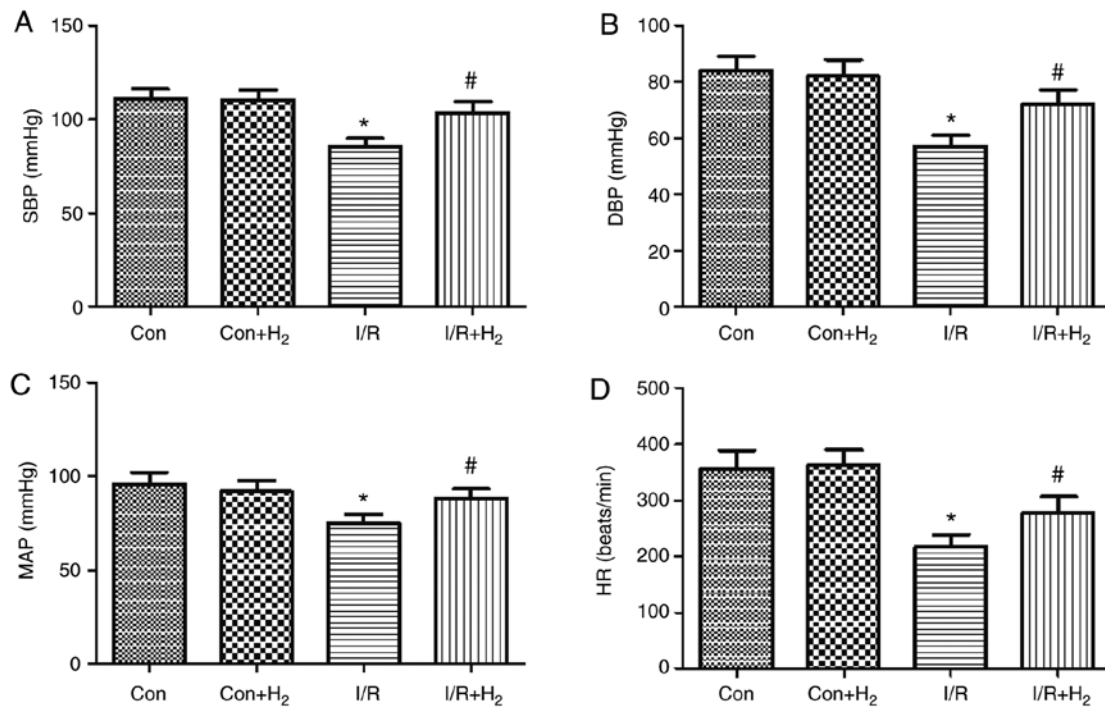 A
SBP (mmHg)
150
100
50
0
*
#
Con Con+H₂ I/R I/R+H₂
B
DBP (mmHg)
100
80
60
40
20
0
*
#
Con Con+H₂ I/R I/R+H₂
C
MAP (mmHg)
150
100
50
0
*
#
Con Con+H₂ I/R I/R+H₂
D
HR (beats/min)
500
400
300
200
100
0
*
#
Con Con+H₂ I/R I/R+H₂